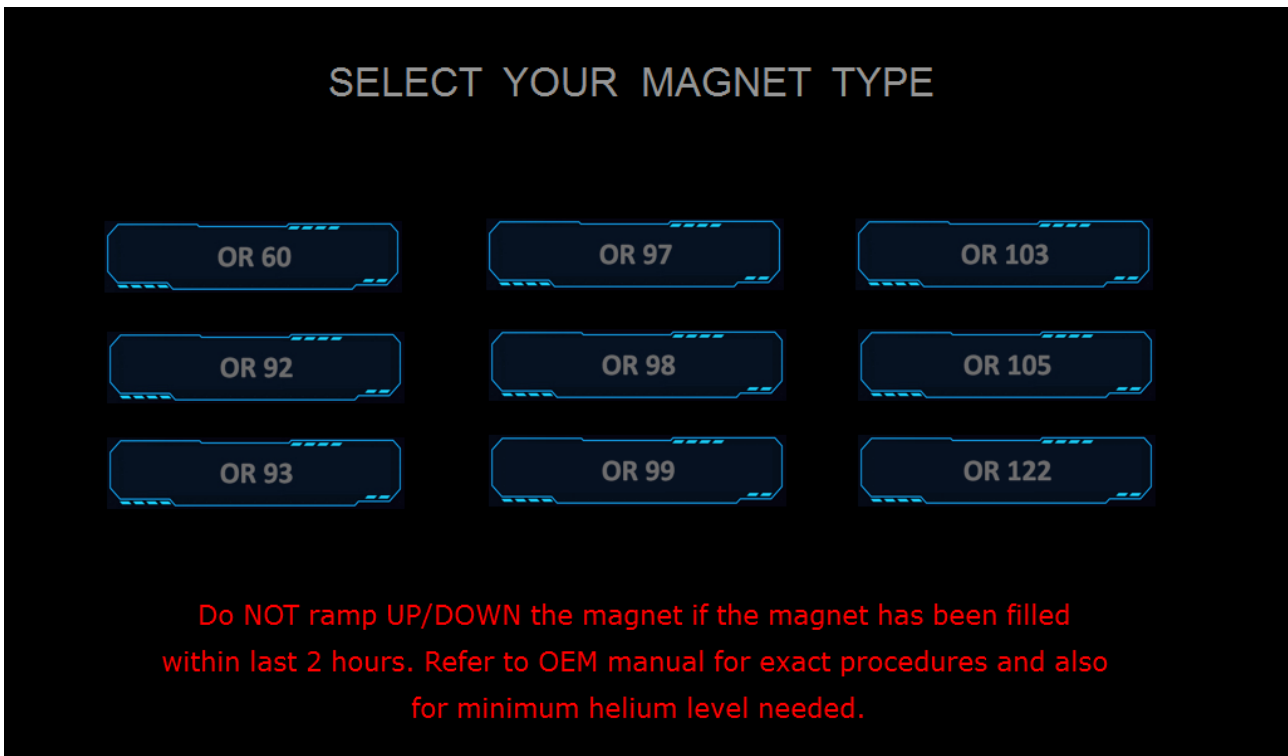 SELECT YOUR MAGNET TYPE
OR 60
OR 97
OR 103
OR 92
OR 98
OR 105
OR 93
OR 99
OR 122
Do NOT ramp UP/DOWN the magnet if the magnet has been filled
within last 2 hours. Refer to OEM manual for exact procedures and also
for minimum helium level needed.